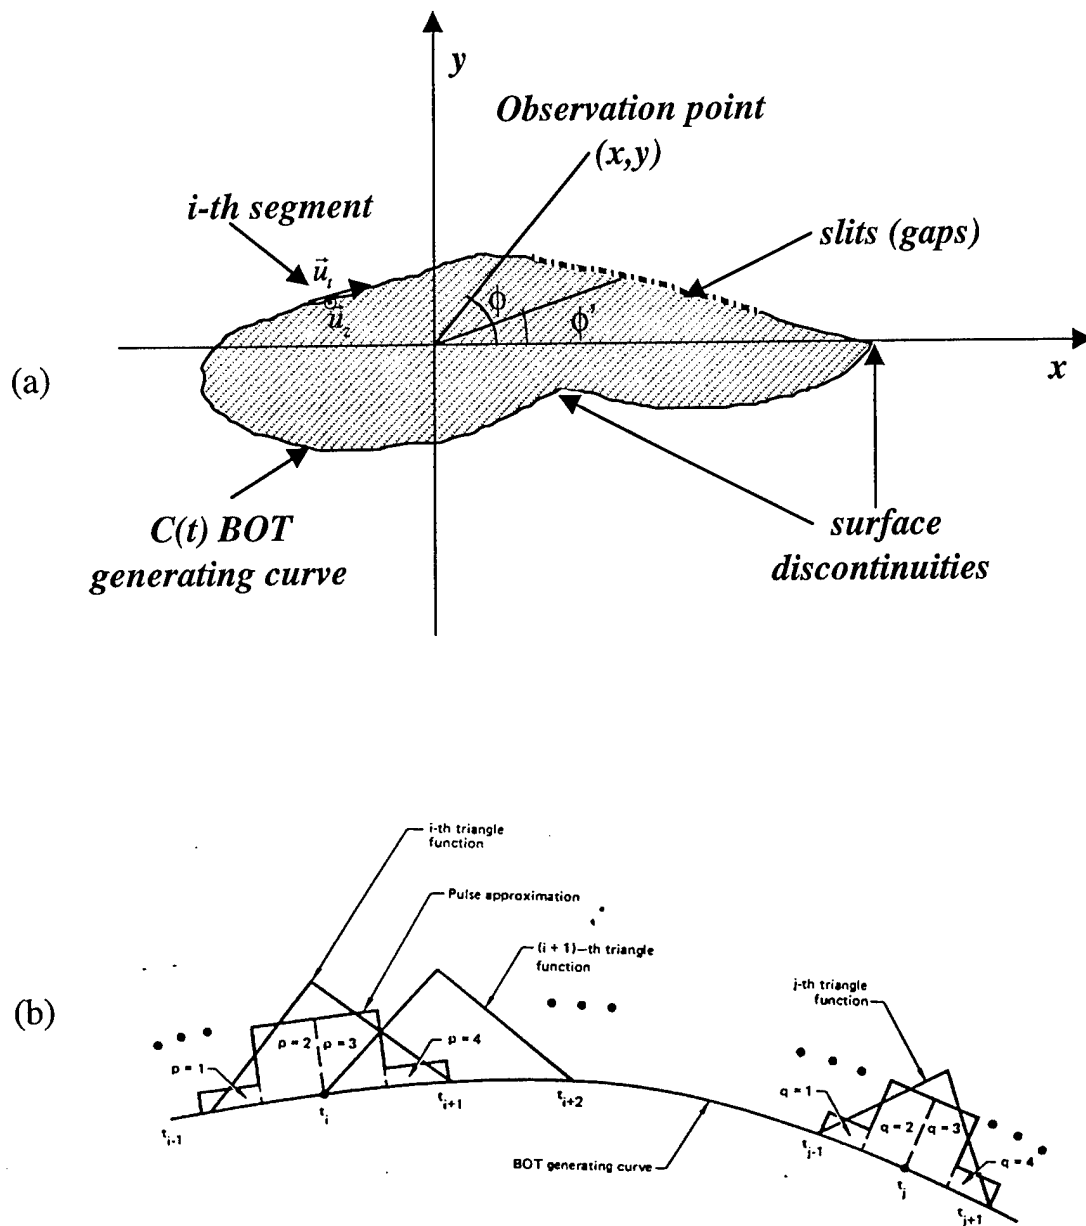 y
Observation point
(x,y)
i-th segment
slits (gaps)
u⃗ₜ
u⃗_z
ϕ
ϕ'
x
(a)
C(t) BOT
generating curve
surface
discontinuities
i-th triangle
function
Pulse approximation
(i + 1)-th triangle
function
j-th triangle
function
(b)
p = 1
p = 2
p = 3
p = 4
q = 1
q = 2
q = 3
q = 4
t_{i-1}
t_i
t_{i+1}
t_{i+2}
t_{j-1}
t_j
t_{j+1}
BOT generating curve